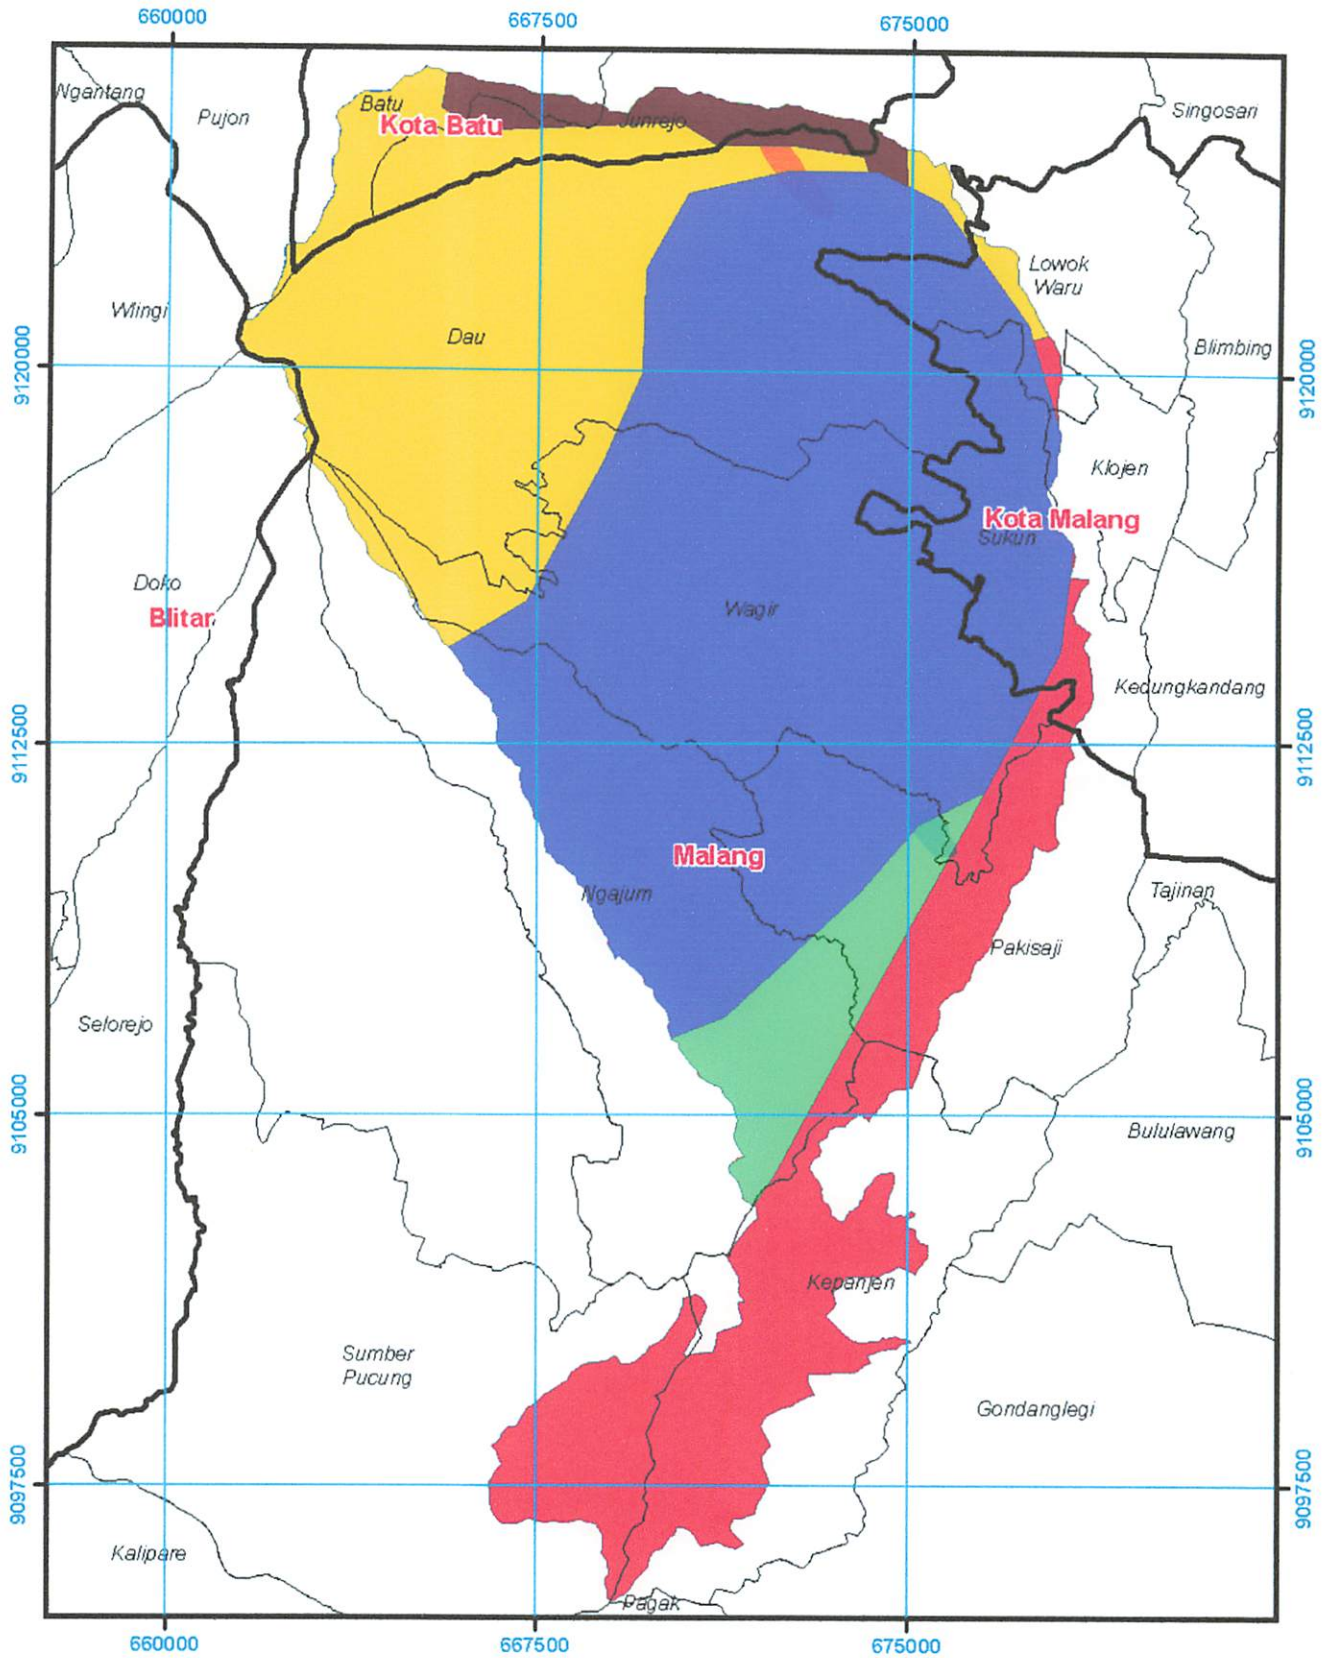 660000
667500
675000
Ngantang
Pujon
Batu
Kota Batu
Junrejo
Singosari
Lowok
Waru
Wlingi
Dau
Blimbing
9120000
9120000
Klojen
Kota Malang
Sukun
Doko
Blitar
Wagir
Kedungkandang
9112500
9112500
Malang
Ngajum
Tajinan
Pakisaji
Selorejo
9105000
9105000
Bululawang
Kepanjen
Sumber
Pucung
Gondanglegi
9097500
9097500
Kalipare
Pagak
660000
667500
675000